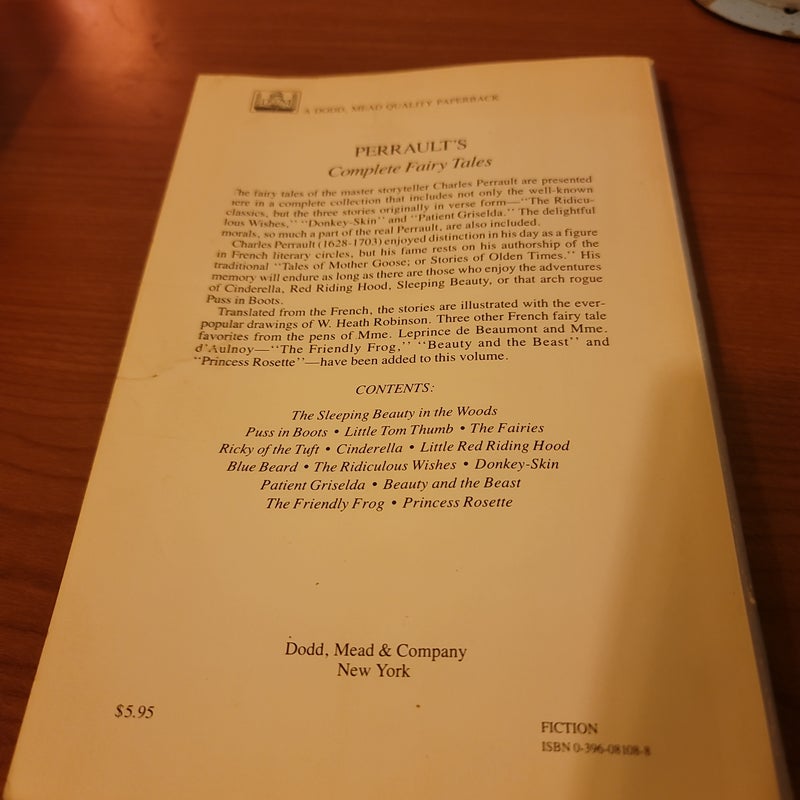 A DODD, MEAD QUALITY PAPERBACK
PERRAULT'S
Complete Fairy Tales
The fairy tales of the master storyteller Charles Perrault are presented
here in a complete collection that includes not only the well-known
classics, but the three stories originally in verse form—"The Ridicu-
lous Wishes," "Donkey-Skin" and "Patient Griselda." The delightful
morals, so much a part of the real Perrault, are also included.
Charles Perrault (1628-1703) enjoyed distinction in his day as a figure
in French literary circles, but his fame rests on his authorship of the
traditional "Tales of Mother Goose; or Stories of Olden Times." His
memory will endure as long as there are those who enjoy the adventures
of Cinderella, Red Riding Hood, Sleeping Beauty, or that arch rogue
Puss in Boots.
Translated from the French, the stories are illustrated with the ever-
popular drawings of W. Heath Robinson. Three other French fairy tale
favorites from the pens of Mme. Leprince de Beaumont and Mme.
d'Aulnoy—"The Friendly Frog," "Beauty and the Beast" and
"Princess Rosette"—have been added to this volume.
CONTENTS:
The Sleeping Beauty in the Woods
Puss in Boots • Little Tom Thumb • The Fairies
Ricky of the Tuft • Cinderella • Little Red Riding Hood
Blue Beard • The Ridiculous Wishes • Donkey-Skin
Patient Griselda • Beauty and the Beast
The Friendly Frog • Princess Rosette
Dodd, Mead & Company
New York
$5.95
FICTION
ISBN 0-396-08108-8